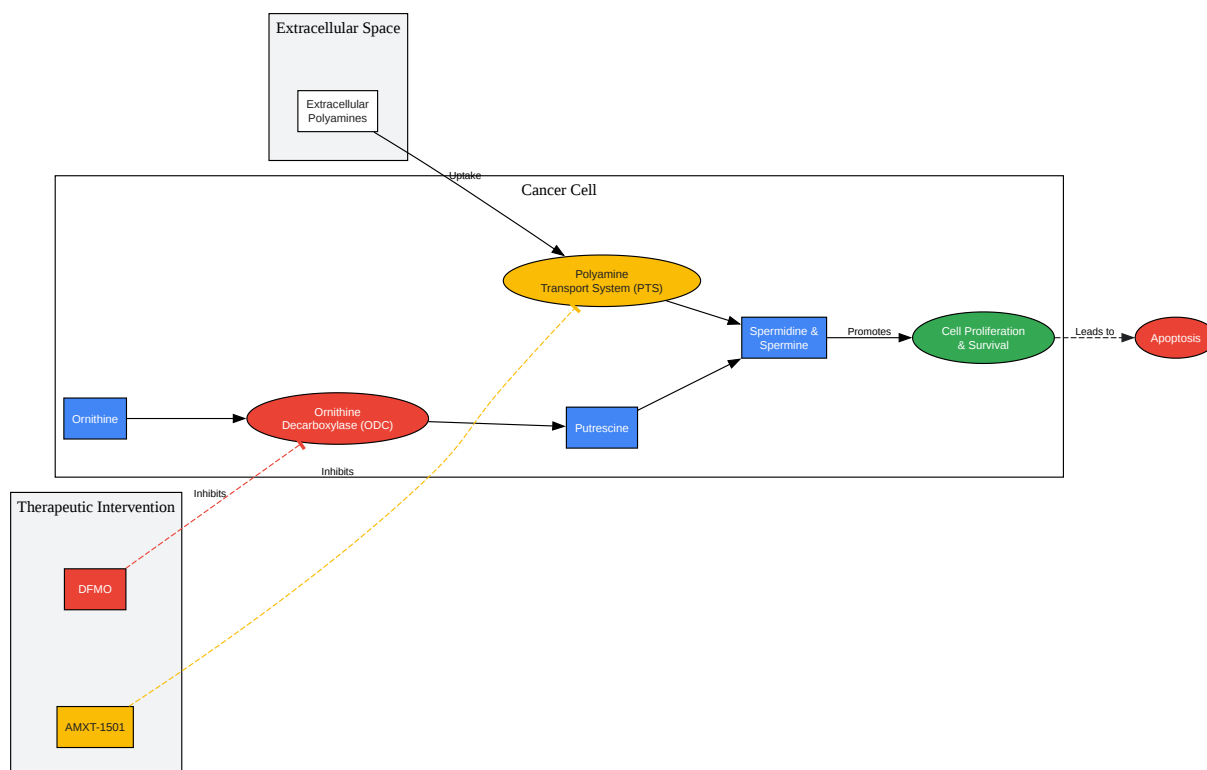 Extracellular Space
Extracellular
Polyamines
Uptake
Cancer Cell
Polyamine
Transport System (PTS)
Spermidine &
Spermine
Promotes
Cell Proliferation
& Survival
Leads to
Apoptosis
Ornithine
Ornithine
Decarboxylase (ODC)
Putrescine
Inhibits
Inhibits
Therapeutic Intervention
DFMO
AMXT-1501